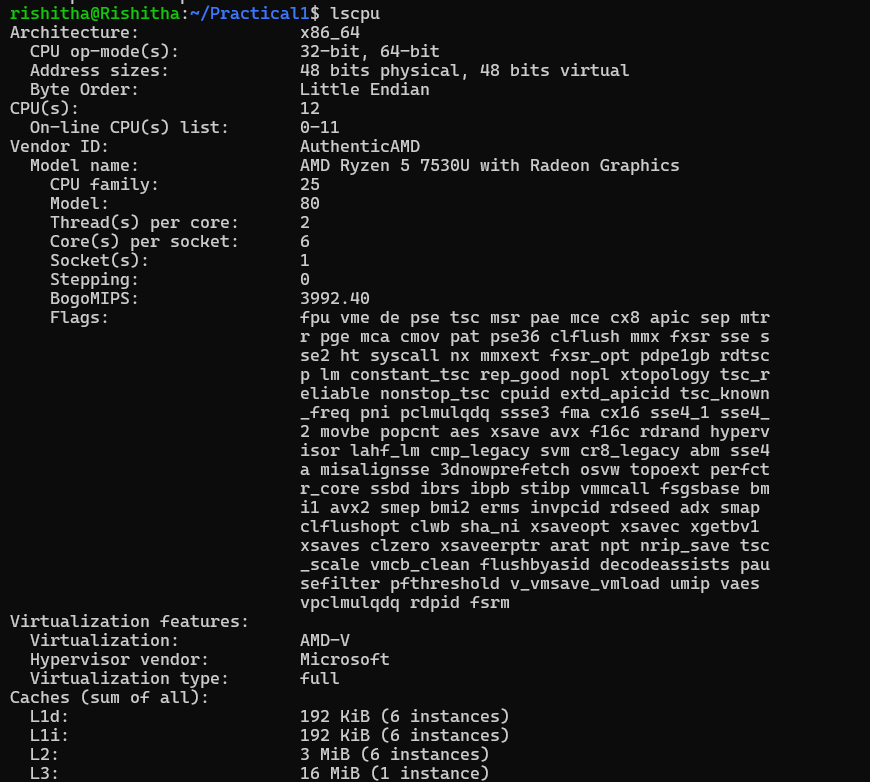 rishitha@Rishitha:~/Practical1$ lscpu
Architecture: x86_64
CPU op-mode(s): 32-bit, 64-bit
Address sizes: 48 bits physical, 48 bits virtual
Byte Order: Little Endian
CPU(s): 12
On-line CPU(s) list: 0-11
Vendor ID: AuthenticAMD
Model name: AMD Ryzen 5 7530U with Radeon Graphics
CPU family: 25
Model: 80
Thread(s) per core: 2
Core(s) per socket: 6
Socket(s): 1
Stepping: 0
BogoMIPS: 3992.40
Flags: fpu vme de pse tsc msr pae mce cx8 apic sep mtr
r pge mca cmov pat pse36 clflush mmx fxsr sse s
se2 ht syscall nx mmxext fxsr_opt pdpe1gb rdtsc
p lm constant_tsc rep_good nopl xtopology tsc_r
eliable nonstop_tsc cpuid extd_apicid tsc_known
_freq pni pclmulqdq ssse3 fma cx16 sse4_1 sse4_
2 movbe popcnt aes xsave avx f16c rdrand hyperv
isor lahf_lm cmp_legacy svm cr8_legacy abm sse4
a misalignsse 3dnowprefetch osvw topoext perfct
r_core ssbd ibrs ibpb stibp vmmcall fsgsbase bm
i1 avx2 smep bmi2 erms invpcid rdseed adx smap
clflushopt clwb sha_ni xsaveopt xsavec xgetbv1
xsaves clzero xsaveerptr arat npt nrip_save tsc
_scale vmcb_clean flushbyasid decodeassists pau
sefilter pfthreshold v_vmsave_vmload umip vaes
vpclmulqdq rdpid fsrm
Virtualization features:
Virtualization: AMD-V
Hypervisor vendor: Microsoft
Virtualization type: full
Caches (sum of all):
L1d: 192 KiB (6 instances)
L1i: 192 KiB (6 instances)
L2: 3 MiB (6 instances)
L3: 16 MiB (1 instance)